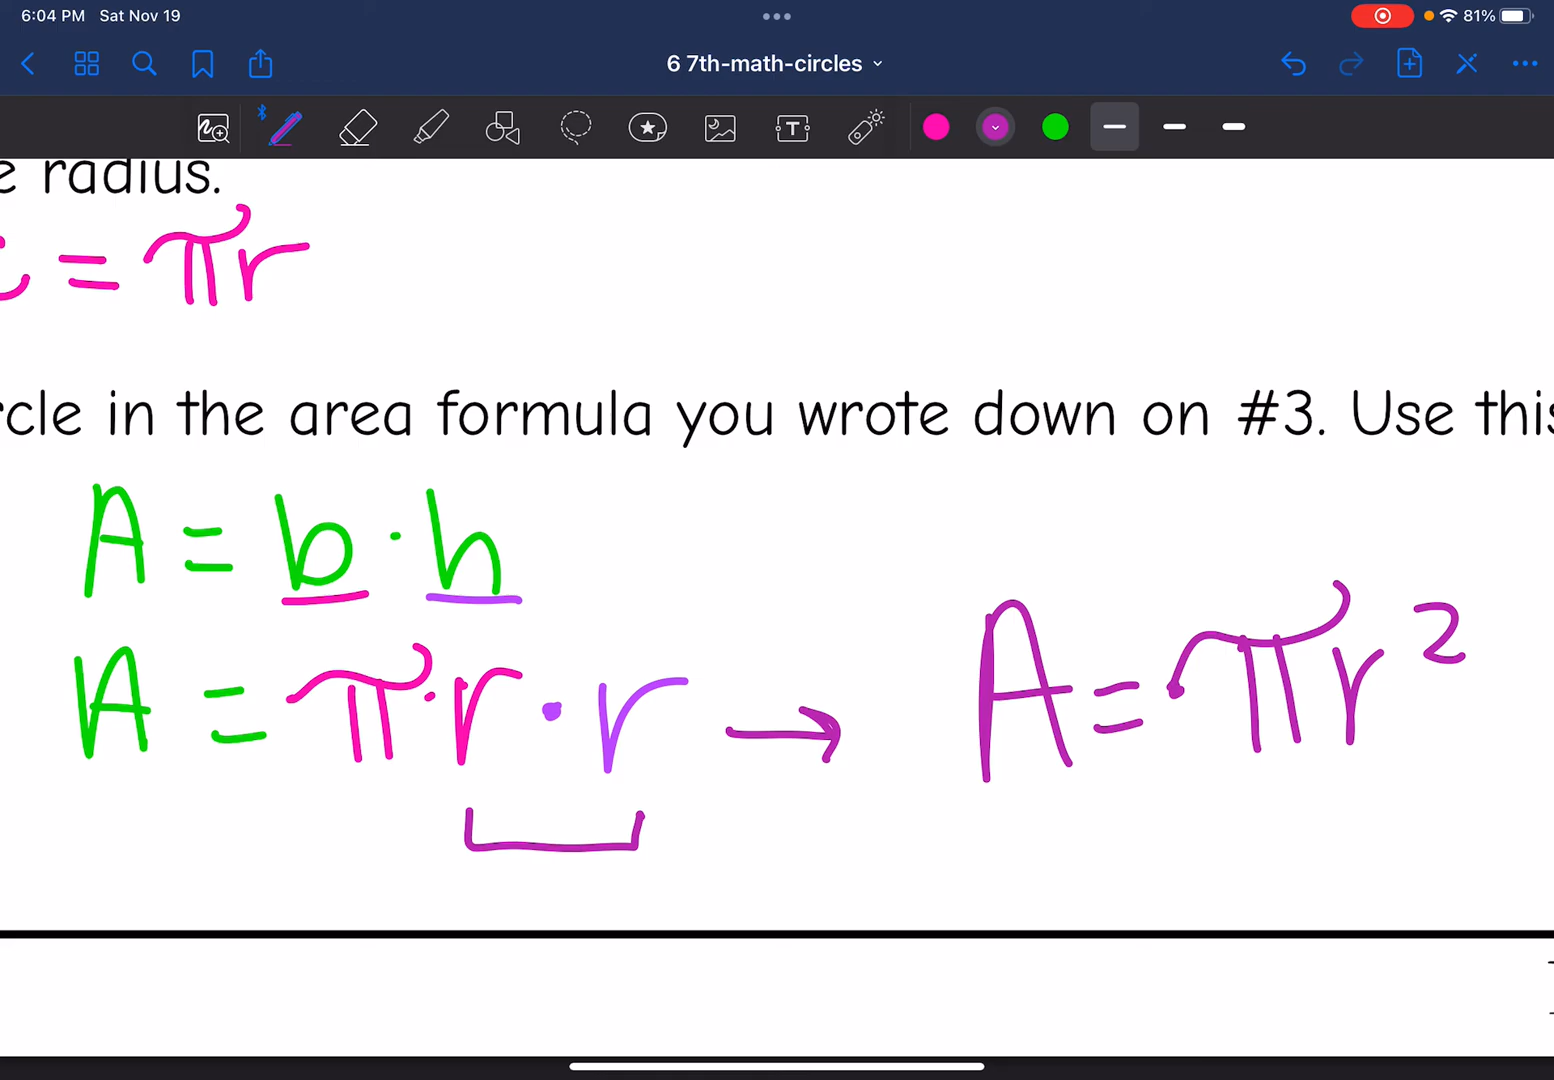 6:04 PM Sat Nov 19
81%
6 7th-math-circles
T
e radius.
= πr
rcle in the area formula you wrote down on #3. Use this
A = b · h
A = π · r · r → A = πr²